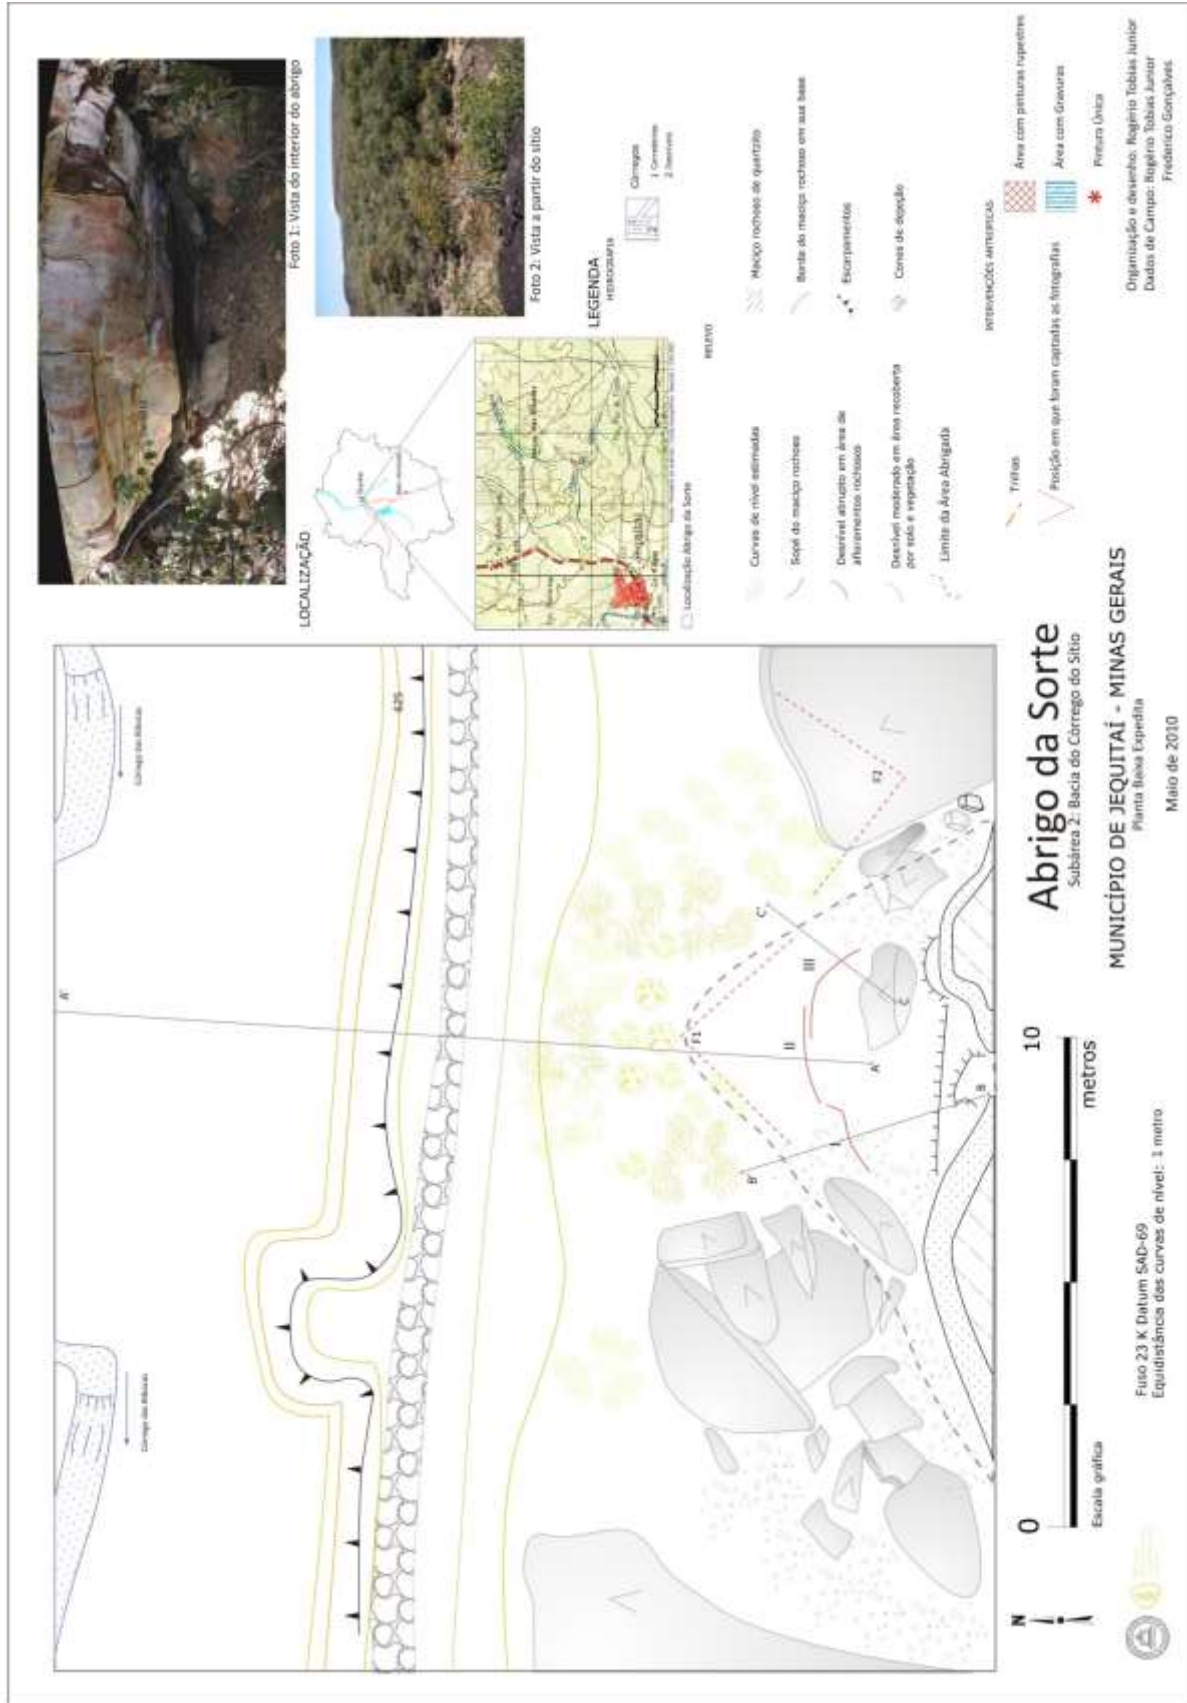 Foto 1: Vista do interior do abrigo
Foto 2: Vista a partir do sítio
LOCALIZAÇÃO
Localização Abrigo da Sorte
LEGENDA
HIDROGRAFIA
Córregos
1 Corredeiras
RELEVO
Curvas de nível estimadas
Sopé do maciço rochoso
Desnível abrupto em área de
afloramentos rochosos
Desnível moderado em área recoberta
por solo e vegetação
Limite da Área Abrigada
Maciço rochoso de quartzito
Borda do maciço rochoso em sua base
Escarpamentos
Cones de dejeção
INTERVENÇÕES ANTRÓPICAS
Trilhas
Posição em que foram captadas as fotografias
Área com pinturas rupestres
Área com Gravuras
Pintura Única
Organização e desenho: Rogério Tobias Junior
Dados de Campo: Rogério Tobias Junior
Frederico Gonçalves
625
A'
A
B'
B
C'
C
I
II
III
F1
F2
Abrigo da Sorte
Subárea 2: Bacia do Córrego do Sítio
MUNICÍPIO DE JEQUITAÍ - MINAS GERAIS
Planta Baixa Expedita
Maio de 2010
N
0
10
metros
Escala gráfica
Fuso 23 K Datum SAD-69
Equidistância das curvas de nível: 1 metro